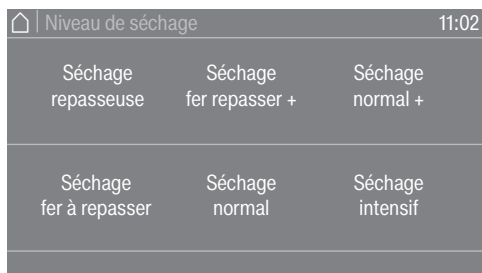 Niveau de séchage 11:02
Séchage repasseuse
Séchage fer repasser +
Séchage normal +
Séchage fer à repasser
Séchage normal
Séchage intensif